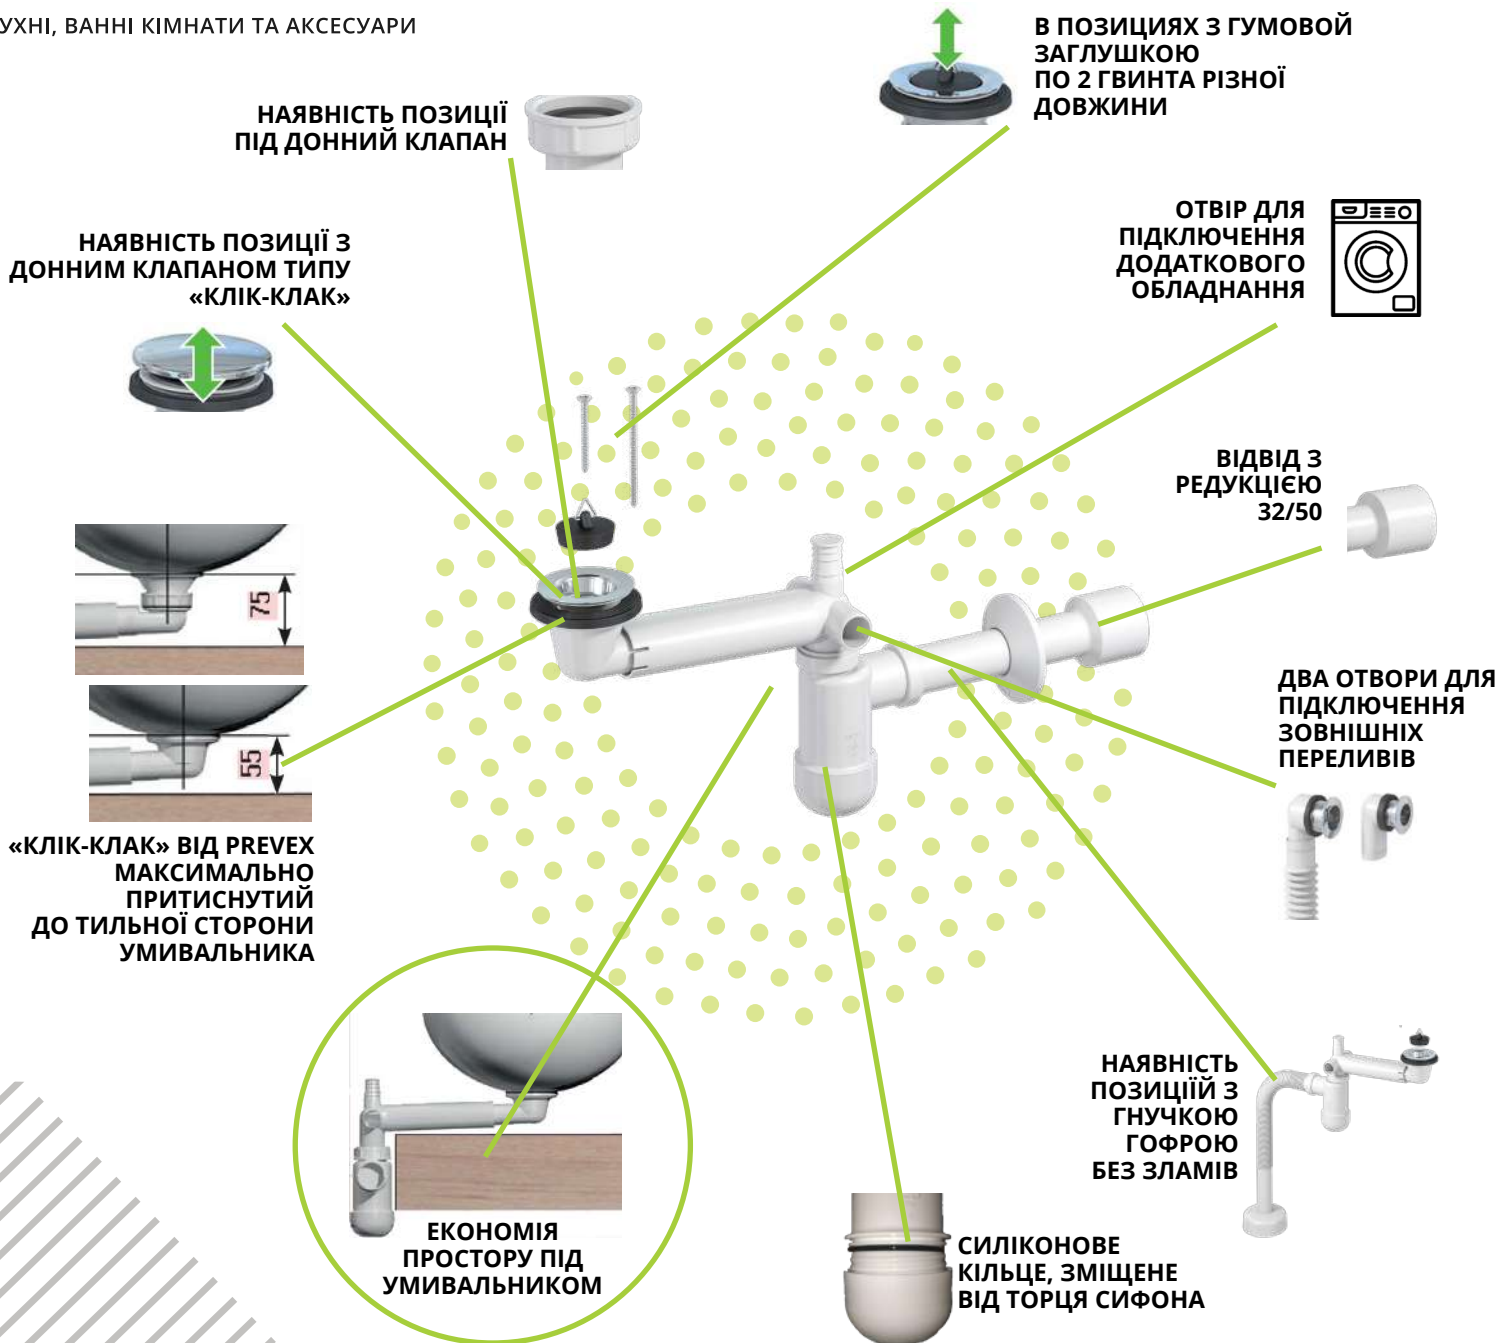 УХНІ, ВАННІ КІМНАТИ ТА АКСЕСУАРИ
В ПОЗИЦИЯХ З ГУМОВОЙ
ЗАГЛУШКОЮ
ПО 2 ГВИНТА РІЗНОЇ
ДОВЖИНИ
НАЯВНІСТЬ ПОЗИЦІЇ
ПІД ДОННИЙ КЛАПАН
ОТВІР ДЛЯ
ПІДКЛЮЧЕННЯ
ДОДАТКОВОГО
ОБЛАДНАННЯ
НАЯВНІСТЬ ПОЗИЦІЇ З
ДОННИМ КЛАПАНОМ ТИПУ
«КЛІК-КЛАК»
ВІДВІД З
РЕДУКЦІЄЮ
32/50
75
55
«КЛІК-КЛАК» ВІД PREVEX
МАКСИМАЛЬНО
ПРИТИСНУТИЙ
ДО ТИЛЬНОЇ СТОРОНИ
УМИВАЛЬНИКА
ДВА ОТВОРИ ДЛЯ
ПІДКЛЮЧЕННЯ
ЗОВНІШНІХ
ПЕРЕЛИВІВ
НАЯВНІСТЬ
ПОЗИЦІЇЙ З
ГНУЧКОЮ
ГОФРОЮ
БЕЗ ЗЛАМІВ
ЕКОНОМІЯ
ПРОСТОРУ ПІД
УМИВАЛЬНИКОМ
СИЛІКОНОВЕ
КІЛЬЦЕ, ЗМІЩЕНЕ
ВІД ТОРЦЯ СИФОНА